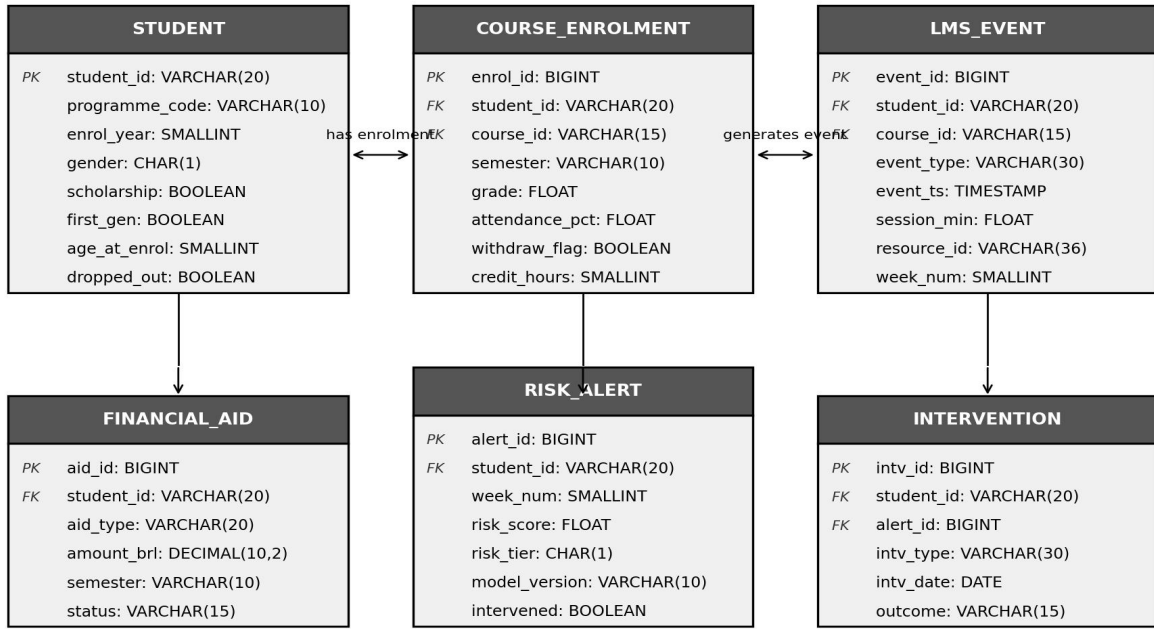 STUDENT
PK student_id: VARCHAR(20)
programme_code: VARCHAR(10)
enrol_year: SMALLINT
gender: CHAR(1)
scholarship: BOOLEAN
first_gen: BOOLEAN
age_at_enrol: SMALLINT
dropped_out: BOOLEAN
has enrolment
COURSE_ENROLMENT
PK enrol_id: BIGINT
FK student_id: VARCHAR(20)
FK course_id: VARCHAR(15)
semester: VARCHAR(10)
grade: FLOAT
attendance_pct: FLOAT
withdraw_flag: BOOLEAN
credit_hours: SMALLINT
generates event
LMS_EVENT
PK event_id: BIGINT
FK student_id: VARCHAR(20)
FK course_id: VARCHAR(15)
event_type: VARCHAR(30)
event_ts: TIMESTAMP
session_min: FLOAT
resource_id: VARCHAR(36)
week_num: SMALLINT
FINANCIAL_AID
PK aid_id: BIGINT
FK student_id: VARCHAR(20)
aid_type: VARCHAR(20)
amount_brl: DECIMAL(10,2)
semester: VARCHAR(10)
status: VARCHAR(15)
RISK_ALERT
PK alert_id: BIGINT
FK student_id: VARCHAR(20)
week_num: SMALLINT
risk_score: FLOAT
risk_tier: CHAR(1)
model_version: VARCHAR(10)
intervened: BOOLEAN
INTERVENTION
PK intv_id: BIGINT
FK student_id: VARCHAR(20)
FK alert_id: BIGINT
intv_type: VARCHAR(30)
intv_date: DATE
outcome: VARCHAR(15)